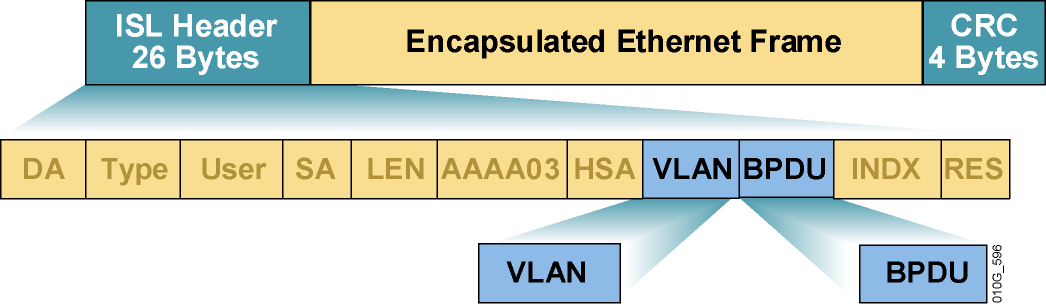 ISL Header
26 Bytes
Encapsulated Ethernet Frame
CRC
4 Bytes
DA Type User SA LEN AAAA03 HSA VLAN BPDU INDX RES
VLAN
BPDU
010G_596